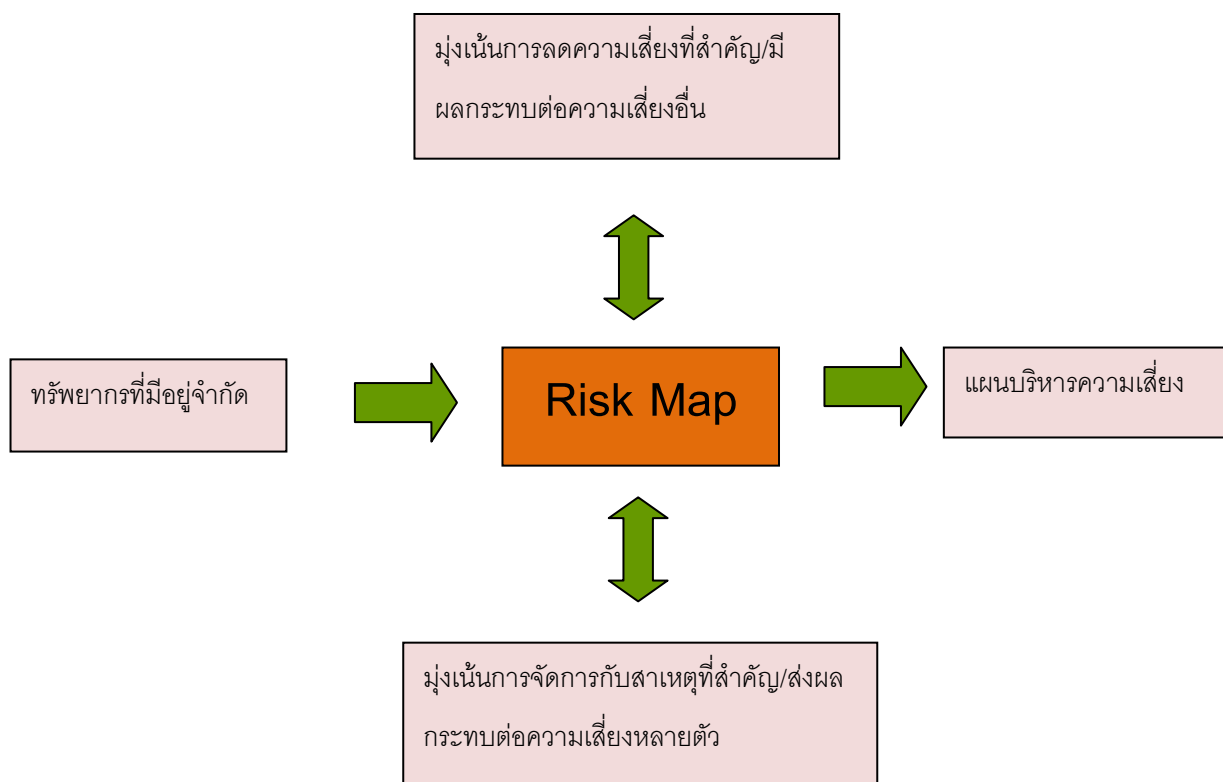 มุ่งเน้นการลดความเสี่ยงที่สำคัญ/มี
ผลกระทบต่อความเสี่ยงอื่น
ทรัพยากรที่มีอยู่จำกัด
Risk Map
แผนบริหารความเสี่ยง
มุ่งเน้นการจัดการกับสาเหตุที่สำคัญ/ส่งผล
กระทบต่อความเสี่ยงหลายตัว